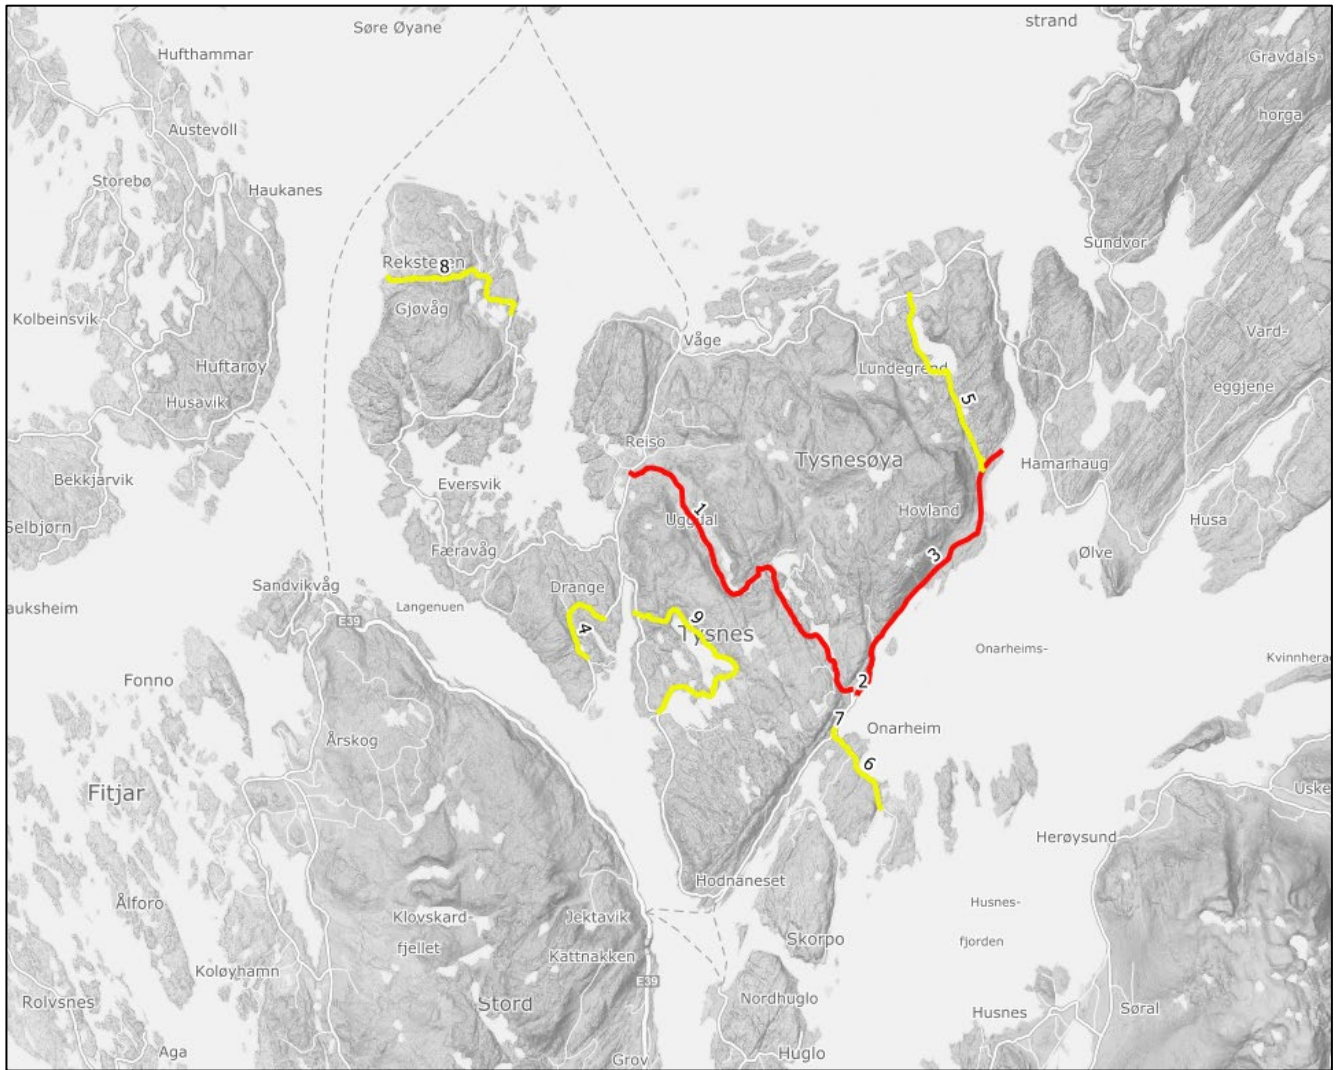 Søre Øyane
strand
Hufthammar
Gravdals-
horga
Austevoll
Storebø
Haukanes
Sundvor
Reksteren
8
Gjøvåg
Kolbeinsvik
Våge
Vard-
eggjene
Huftarøy
Lundegrend
Husavik
5
Reiso
Tysnesøya
Hamarhaug
Bekkjarvik
Eversvik
1
Uggdal
Hovland
Husa
Selbjørn
Færavåg
3
Ølve
Sandvikvåg
Drange
auksheim
Langenuen
E39
4
9
Tysnes
Onarheims-
Kvinnhera
Fonno
2
7
Onarheim
Årskog
6
Fitjar
Uske
Herøysund
Hodnaneset
Ålforo
Klovskard-
fjellet
Jektavik
Husnes-
fjorden
Skorpo
Kattnakken
Koløyhamn
E39
Rolvsnes
Stord
Nordhuglo
Husnes
Søral
Aga
Grov
Huglo